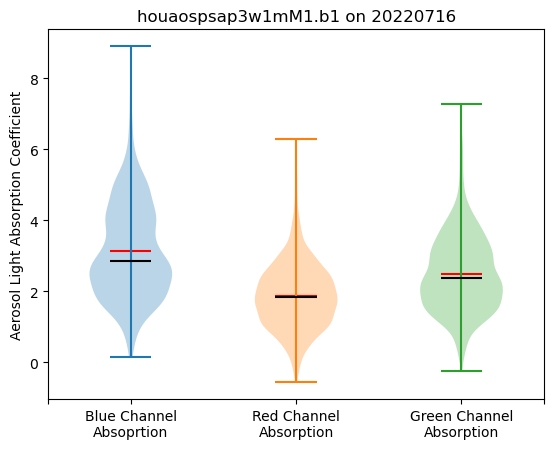 houaospsap3w1mM1.b1 on 20220716
Aerosol Light Absorption Coefficient
8
6
4
2
0
Blue Channel
Absoprtion
Red Channel
Absorption
Green Channel
Absorption